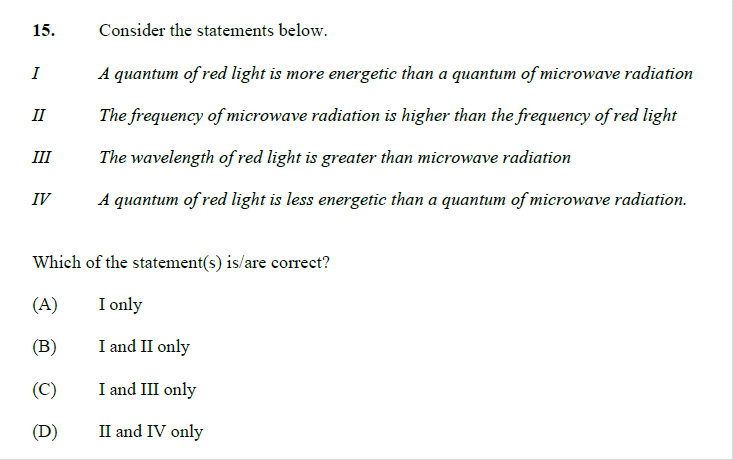 15. Consider the statements below.
I A quantum of red light is more energetic than a quantum of microwave radiation
II The frequency of microwave radiation is higher than the frequency of red light
III The wavelength of red light is greater than microwave radiation
IV A quantum of red light is less energetic than a quantum of microwave radiation.
Which of the statement(s) is/are correct?
(A) I only
(B) I and II only
(C) I and III only
(D) II and IV only